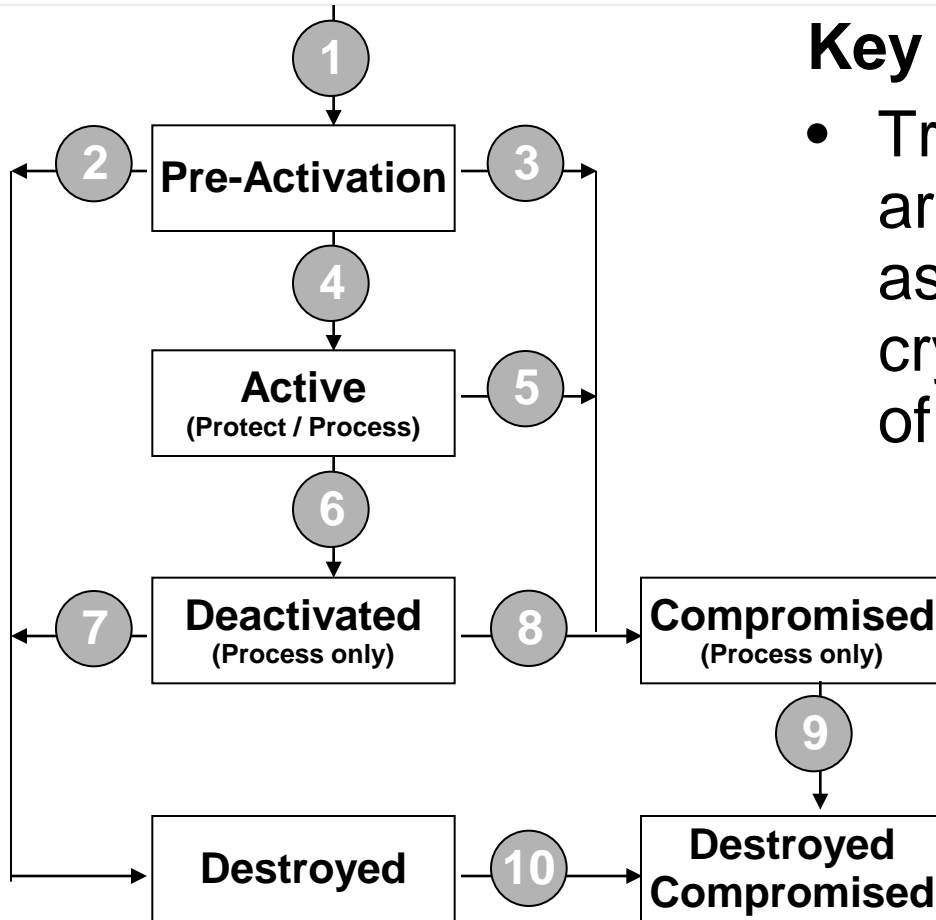 1
Key
2
Pre-Activation
3
• Tr
ar
as
cry
of
4
Active
(Protect / Process)
5
6
7
Deactivated
(Process only)
8
Compromised
(Process only)
9
Destroyed
10
Destroyed
Compromised